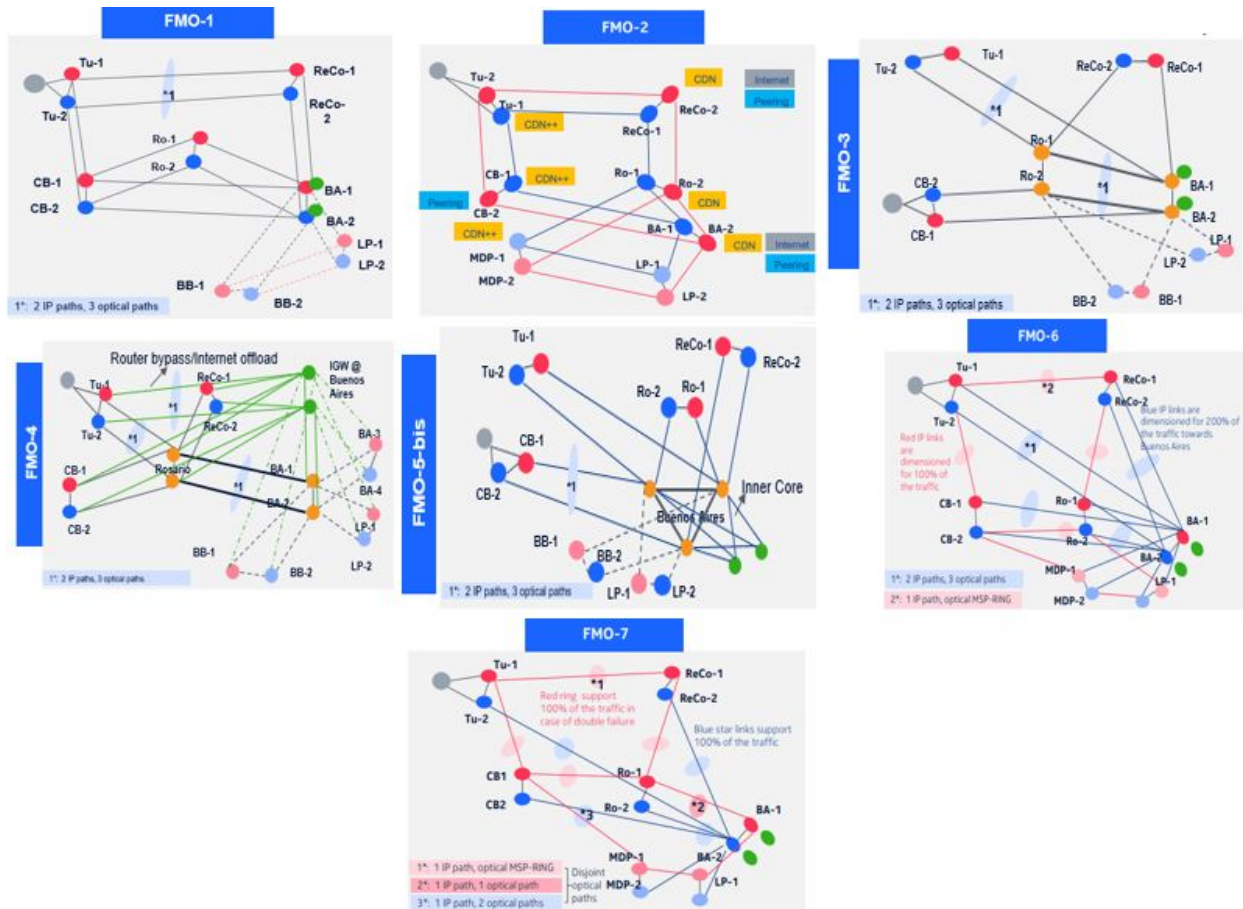 FMO-1
Tu-1
Tu-2
*1
ReCo-1
ReCo-
2
Ro-1
Ro-2
CB-1
CB-2
BA-1
BA-2
LP-1
LP-2
BB-1
BB-2
1*: 2 IP paths, 3 optical paths
FMO-2
Tu-2
Tu-1
CDN++
CDN
Internet
Peering
ReCo-2
ReCo-1
CB-1
CDN++
Peering
CB-2
CDN++
Ro-1
Ro-2
CDN
BA-1
BA-2
CDN
Internet
Peering
MDP-1
MDP-2
LP-1
LP-2
FMO-3
Tu-1
Tu-2
*1
ReCo-2
ReCo-1
Ro-1
Ro-2
*1
CB-2
CB-1
BA-1
BA-2
LP-1
LP-2
BB-2
BB-1
1*: 2 IP paths, 3 optical paths
FMO-4
Router bypass/Internet offload
Tu-1
Tu-2
*1
*1
ReCo-1
ReCo-2
IGW @
Buenos
Aires
CB-1
CB-2
Rosario
*1
BA-1
BA-2
BA-3
BA-4
LP-1
LP-2
BB-1
BB-2
1*: 2 IP paths, 3 optical paths
FMO-5-bis
Tu-1
Tu-2
ReCo-1
ReCo-2
Ro-2
Ro-1
CB-1
CB-2
*1
Inner Core
Buenos Aires
BB-1
BB-2
LP-1
LP-2
1*: 2 IP paths, 3 optical paths
FMO-6
Tu-1
Tu-2
*2
ReCo-1
ReCo-2
Blue IP links are
dimensioned for 200% of
the traffic towards
Buenos Aires
Red IP links
are
dimensioned
for 100% of
the traffic
*1
CB-1
CB-2
Ro-1
Ro-2
BA-1
BA-2
MDP-1
MDP-2
LP-1
1*: 2 IP paths, 3 optical paths
2*: 1 IP path, optical MSP-RING
FMO-7
Tu-1
Tu-2
*1
ReCo-1
ReCo-2
Red ring support
100% of the traffic in
case of double failure
Blue star links support
100% of the traffic
CB1
CB2
*3
Ro-1
Ro-2
*2
BA-1
BA-2
MDP-1
MDP-2
LP-1
1*: 1 IP path, optical MSP-RING
2*: 1 IP path, 1 optical path
3*: 1 IP path, 2 optical paths
Disjoint
optical
paths